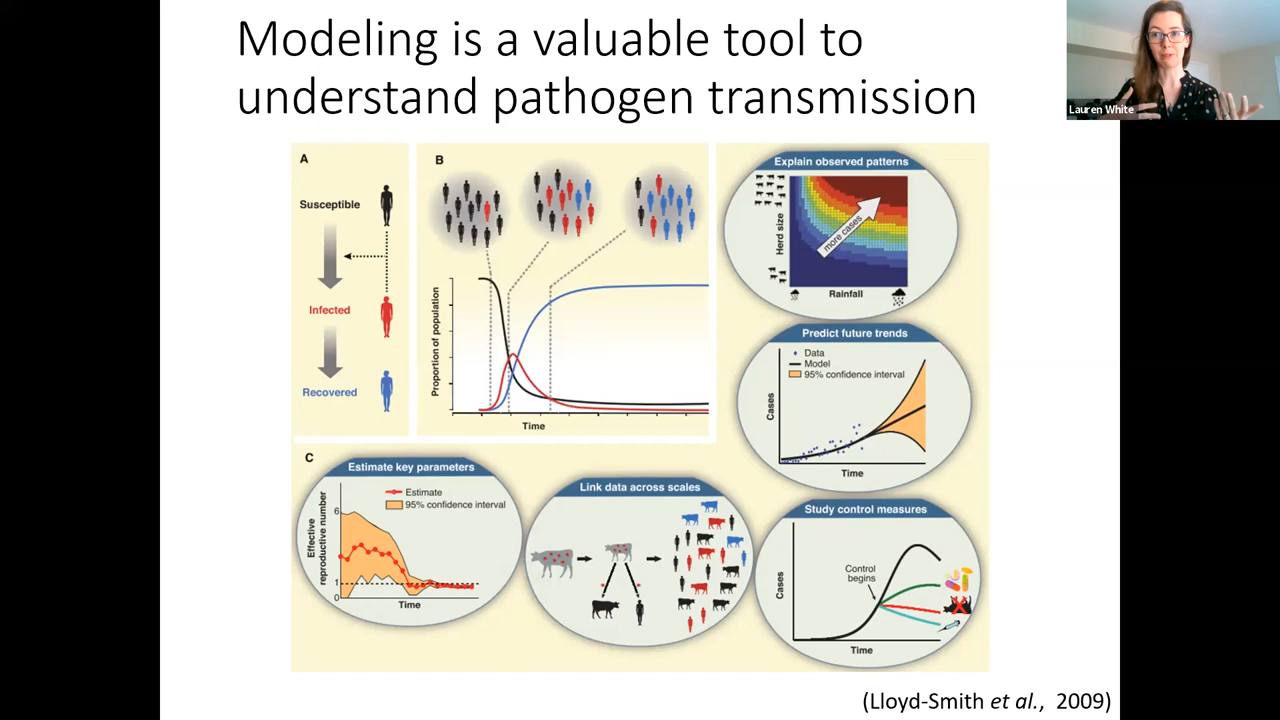 Modeling is a valuable tool to
understand pathogen transmission
Lauren White
A
Susceptible
Infected
Recovered
B
Proportion of population
Time
Explain observed patterns
Herd size
more cases
Rainfall
Predict future trends
Data
Model
95% confidence interval
Cases
Time
C
Estimate key parameters
Estimate
95% confidence interval
Effective
reproductive number
6
1
0
Time
Link data across scales
Study control measures
Control
begins
Cases
Time
(Lloyd-Smith et al.,  2009)